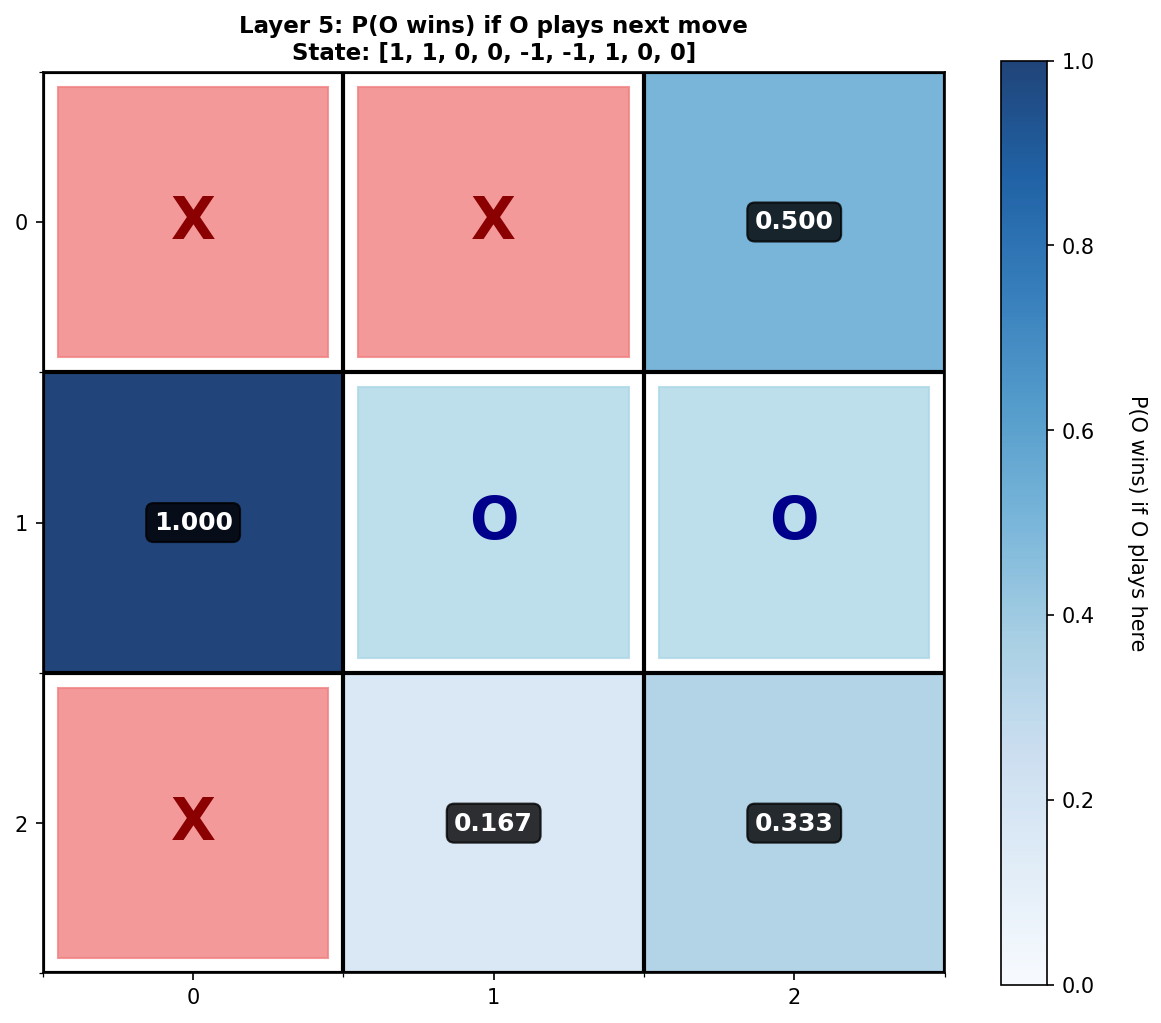 Layer 5: P(O wins) if O plays next move
State: [1, 1, 0, 0, -1, -1, 1, 0, 0]
0
X
X
0.500
1
1.000
O
O
2
X
0.167
0.333
0
1
2
1.0
0.8
0.6
0.4
0.2
0.0
P(O wins) if O plays here